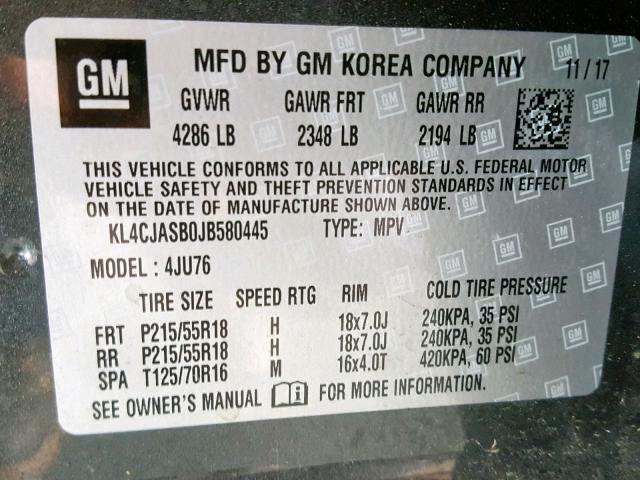 GM
MFD BY GM KOREA COMPANY 11 / 17
GVWR GAWR FRT GAWR RR
4286 LB 2348 LB 2194 LB
THIS VEHICLE CONFORMS TO ALL APPLICABLE U.S. FEDERAL MOTOR
VEHICLE SAFETY AND THEFT PREVENTION STANDARDS IN EFFECT
ON THE DATE OF MANUFACTURE SHOWN ABOVE.
KL4CJASB0JB580445 TYPE: MPV
MODEL : 4JU76
TIRE SIZE SPEED RTG RIM COLD TIRE PRESSURE
FRT P215/55R18 H 18x7.0J 240KPA, 35 PSI
RR P215/55R18 H 18x7.0J 240KPA, 35 PSI
SPA T125/70R16 M 16x4.0T 420KPA, 60 PSI
SEE OWNER'S MANUAL FOR MORE INFORMATION.